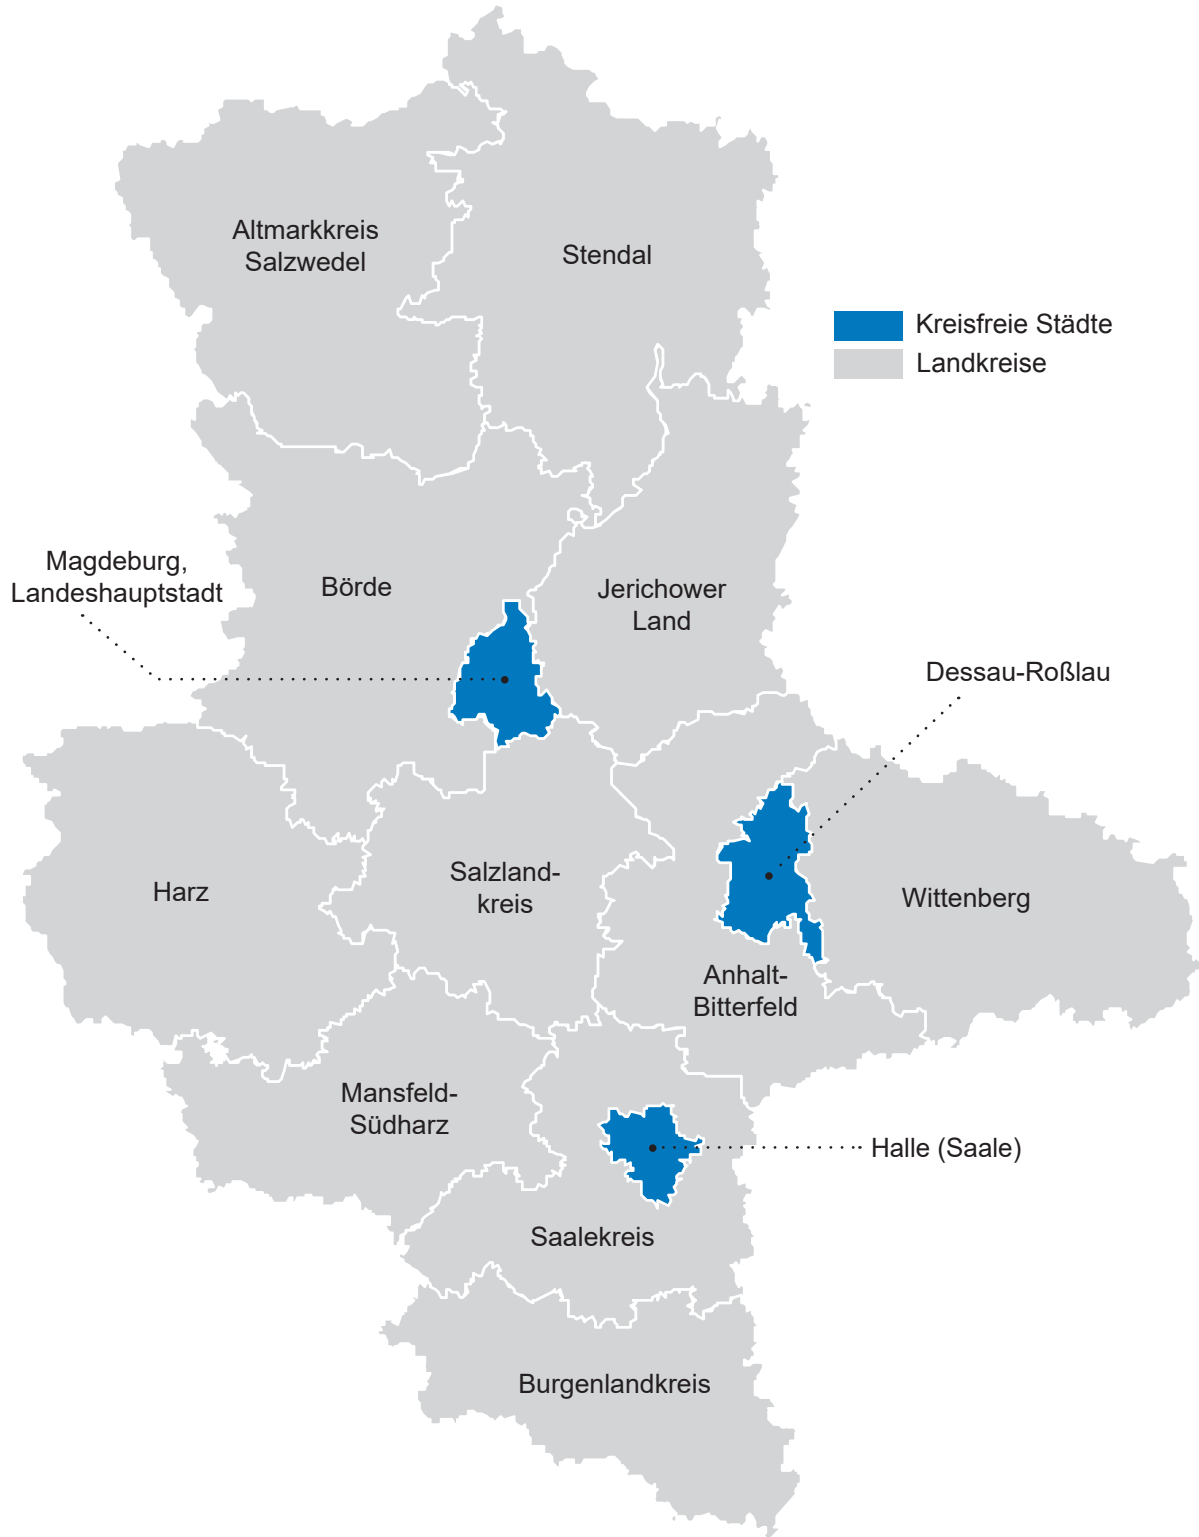 Altmarkkreis
Salzwedel
Stendal
Kreisfreie Städte
Landkreise
Magdeburg,
Landeshauptstadt
Börde
Jerichower
Land
Dessau-Roßlau
Harz
Salzland-
kreis
Wittenberg
Anhalt-
Bitterfeld
Mansfeld-
Südharz
Halle (Saale)
Saalekreis
Burgenlandkreis